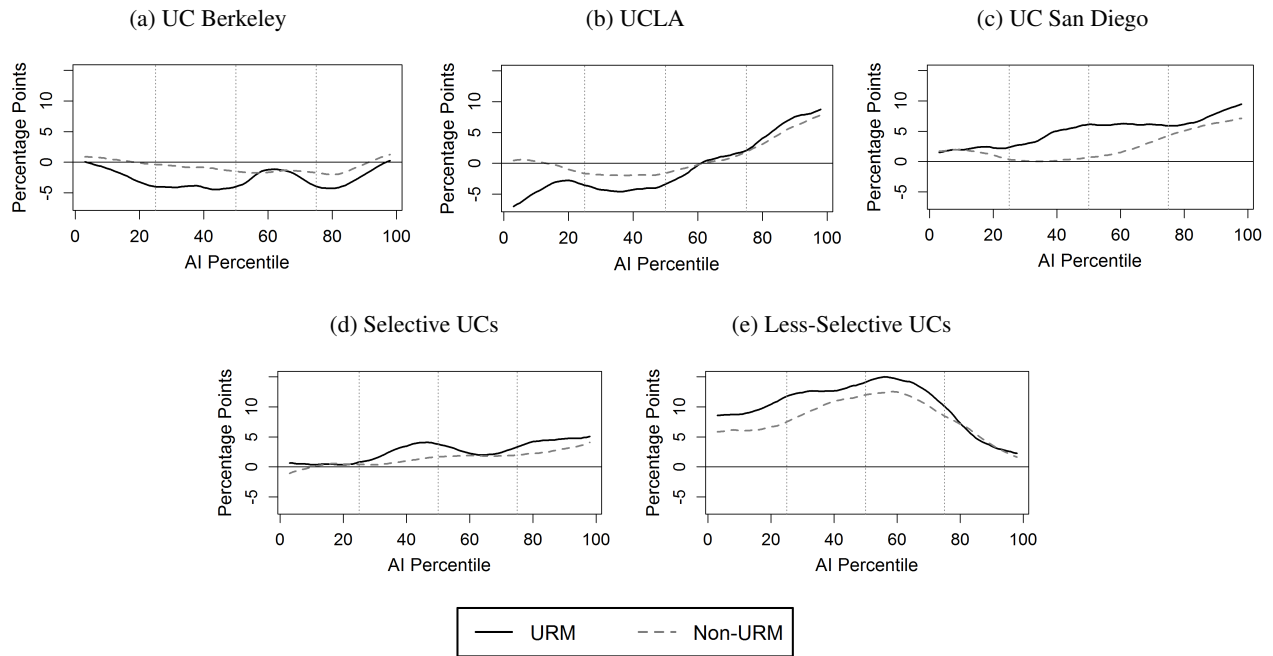 (a) UC Berkeley
Percentage Points
10
5
0
-5
0 20 40 60 80 100
AI Percentile
(b) UCLA
Percentage Points
10
5
0
-5
0 20 40 60 80 100
AI Percentile
(c) UC San Diego
Percentage Points
10
5
0
-5
0 20 40 60 80 100
AI Percentile
(d) Selective UCs
Percentage Points
10
5
0
-5
0 20 40 60 80 100
AI Percentile
(e) Less-Selective UCs
Percentage Points
10
5
0
-5
0 20 40 60 80 100
AI Percentile
URM Non-URM